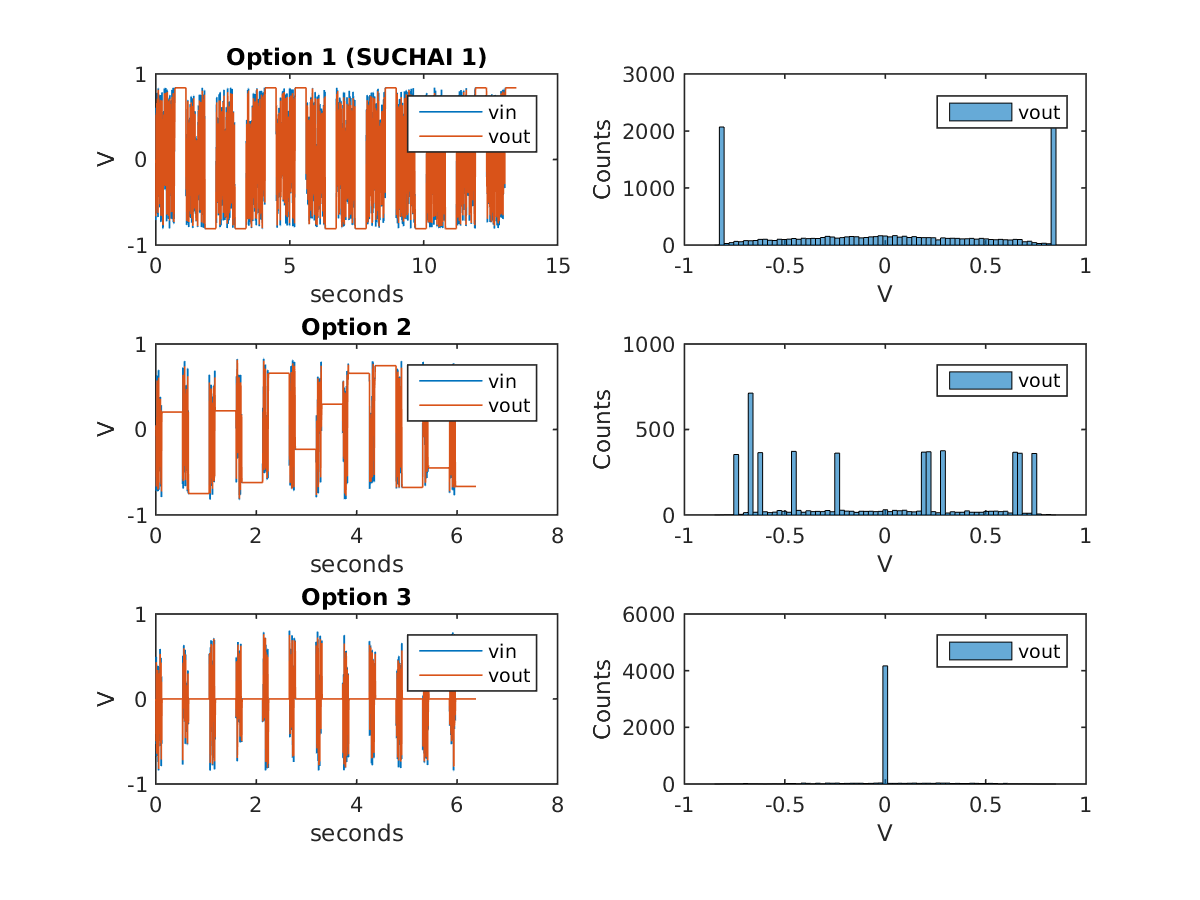 Option 1 (SUCHAI 1)
1
0
-1
V
vin
vout
0 5 10 15
seconds
3000
2000
1000
0
Counts
vout
-1 -0.5 0 0.5 1
V
Option 2
1
0
-1
V
vin
vout
0 2 4 6 8
seconds
1000
500
0
Counts
vout
-1 -0.5 0 0.5 1
V
Option 3
1
0
-1
V
vin
vout
0 2 4 6 8
seconds
6000
4000
2000
0
Counts
vout
-1 -0.5 0 0.5 1
V